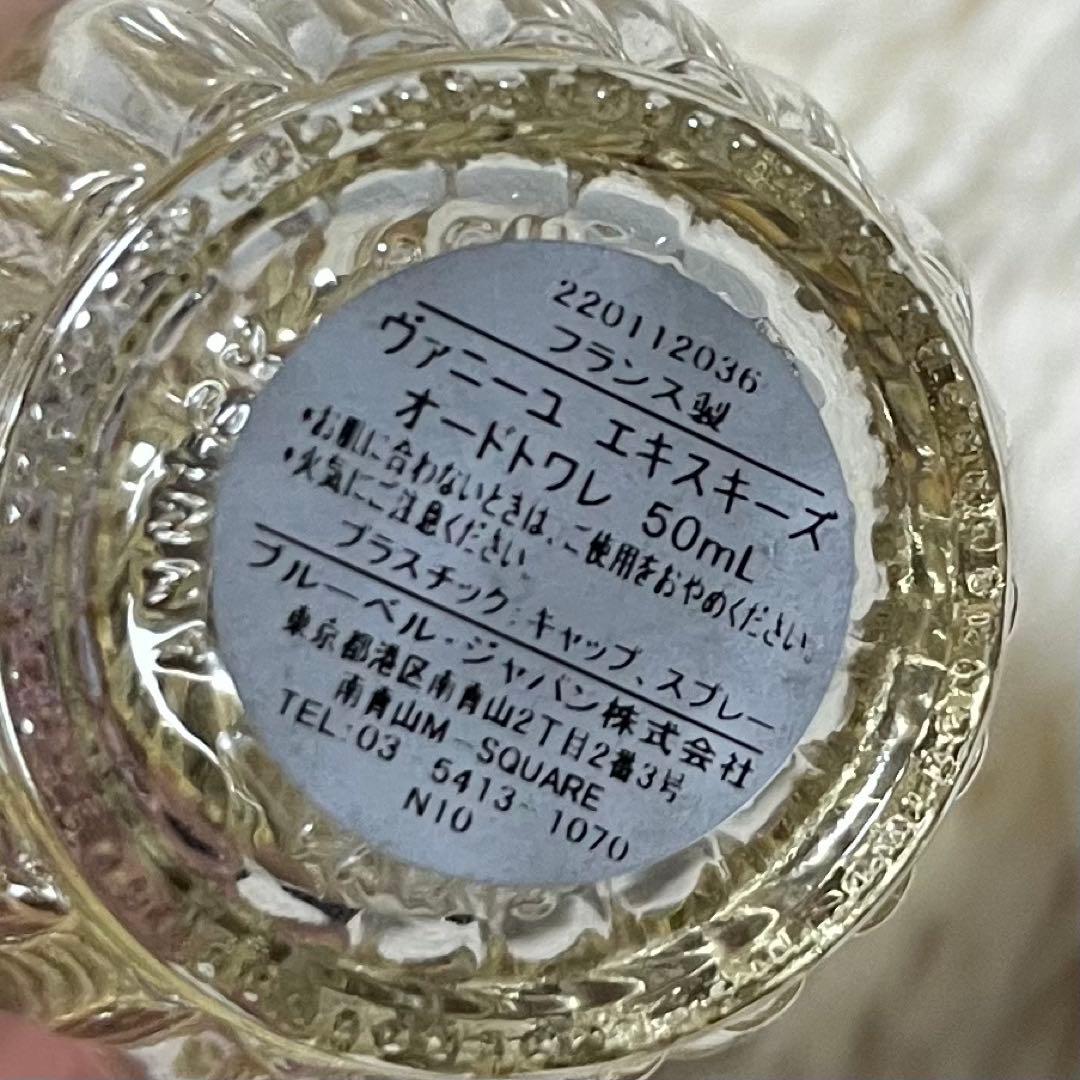 220112036
フランス製
ヴァニーユ エキスキーズ
オードトワレ 50mL
•お肌に合わないときは、ご使用をおやめください。
•火気にご注意ください。
プラスチック:キャップ、スプレー
ブルーベル・ジャパン株式会社
東京都港区南青山2丁目2番3号
南青山M-SQUARE
TEL:03-5413-1070
N10
ANNI